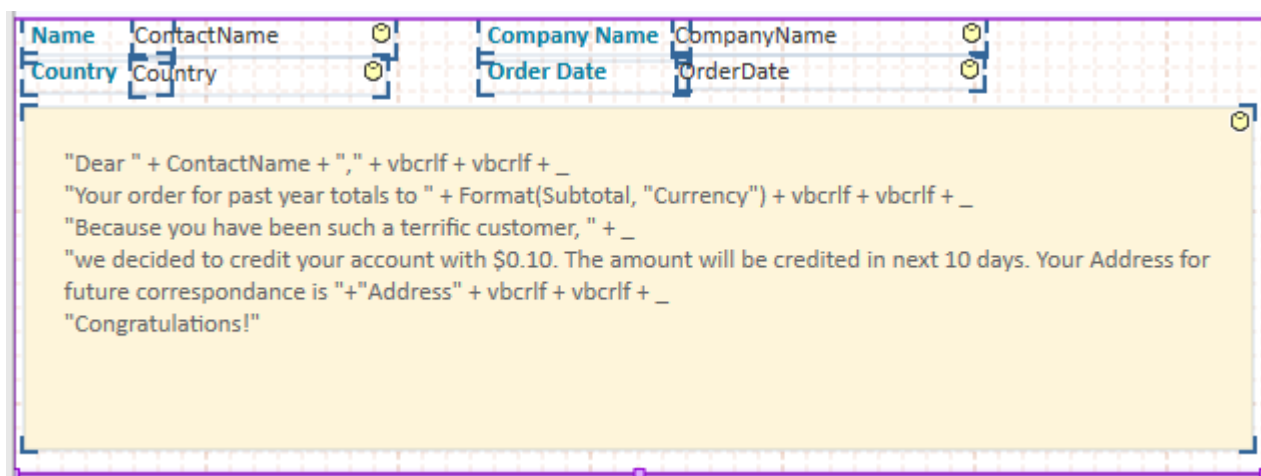 Name ContactName Company Name CompanyName
Country Country Order Date OrderDate
"Dear " + ContactName + "," + vbcrlf + vbcrlf + _
"Your order for past year totals to " + Format(Subtotal, "Currency") + vbcrlf + vbcrlf + _
"Because you have been such a terrific customer, " + _
"we decided to credit your account with $0.10. The amount will be credited in next 10 days. Your Address for
future correspondance is "+"Address" + vbcrlf + vbcrlf + _
"Congratulations!"